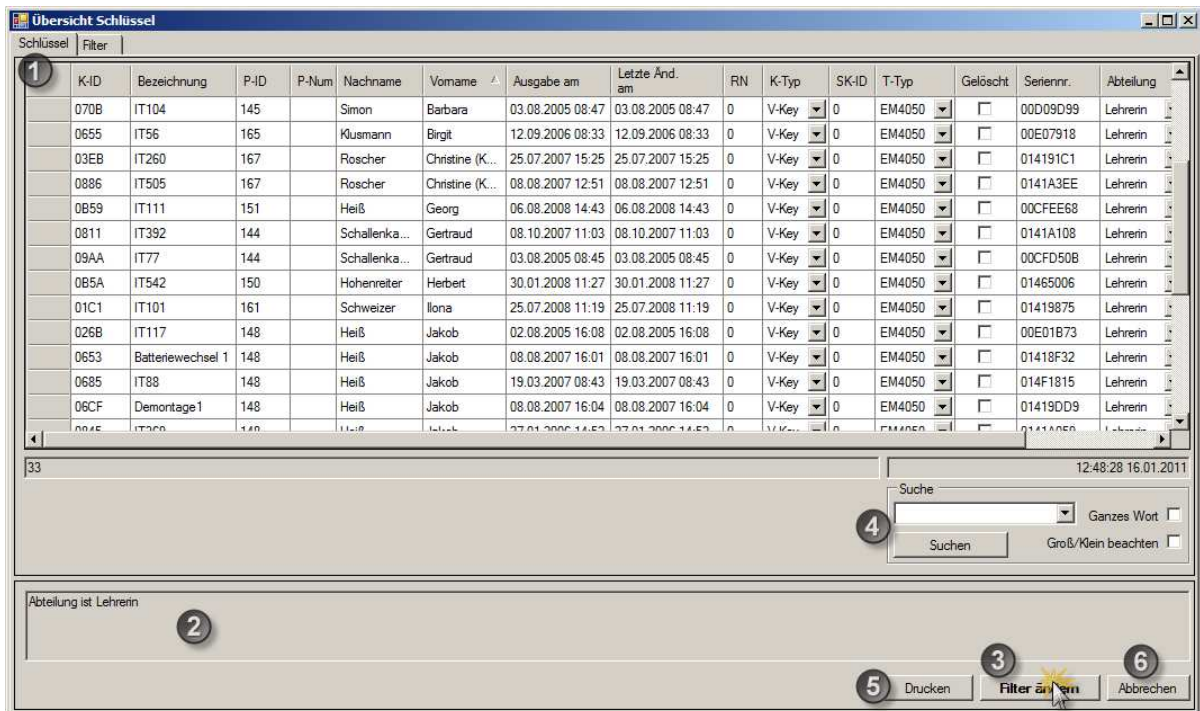 Übersicht Schlüssel
Schlüssel Filter
1
K-ID Bezeichnung P-ID P-Num Nachname Vorname Ausgabe am Letzte Änd. am RN K-Typ SK-ID T-Typ Gelöscht Seriennr. Abteilung
070B IT104 145 Simon Barbara 03.08.2005 08:47 03.08.2005 08:47 0 V-Key 0 EM4050 00D09D99 Lehrerin
0655 IT56 165 Klusmann Birgit 12.09.2006 08:33 12.09.2006 08:33 0 V-Key 0 EM4050 00E07918 Lehrerin
03EB IT260 167 Roscher Christine (K... 25.07.2007 15:25 25.07.2007 15:25 0 V-Key 0 EM4050 014191C1 Lehrerin
0886 IT505 167 Roscher Christine (K... 08.08.2007 12:51 08.08.2007 12:51 0 V-Key 0 EM4050 0141A3EE Lehrerin
0B59 IT111 151 Heiß Georg 06.08.2008 14:43 06.08.2008 14:43 0 V-Key 0 EM4050 00CFEE68 Lehrerin
0811 IT392 144 Schallenka... Gertraud 08.10.2007 11:03 08.10.2007 11:03 0 V-Key 0 EM4050 0141A108 Lehrerin
09AA IT77 144 Schallenka... Gertraud 03.08.2005 08:45 03.08.2005 08:45 0 V-Key 0 EM4050 00CFD50B Lehrerin
0B5A IT542 150 Hohenreiter Herbert 30.01.2008 11:27 30.01.2008 11:27 0 V-Key 0 EM4050 01465006 Lehrerin
01C1 IT101 161 Schweizer Ilona 25.07.2008 11:19 25.07.2008 11:19 0 V-Key 0 EM4050 01419875 Lehrerin
026B IT117 148 Heiß Jakob 02.08.2005 16:08 02.08.2005 16:08 0 V-Key 0 EM4050 00E01B73 Lehrerin
0653 Batteriewechsel 1 148 Heiß Jakob 08.08.2007 16:01 08.08.2007 16:01 0 V-Key 0 EM4050 01418F32 Lehrerin
0685 IT88 148 Heiß Jakob 19.03.2007 08:43 19.03.2007 08:43 0 V-Key 0 EM4050 014F1815 Lehrerin
06CF Demontage1 148 Heiß Jakob 08.08.2007 16:04 08.08.2007 16:04 0 V-Key 0 EM4050 01419DD9 Lehrerin
33
12:48:28 16.01.2011
Suche
4
Ganzes Wort
Suchen
Groß/Klein beachten
Abteilung ist Lehrerin
2
3
6
5
Drucken
Filter ändern
Abbrechen